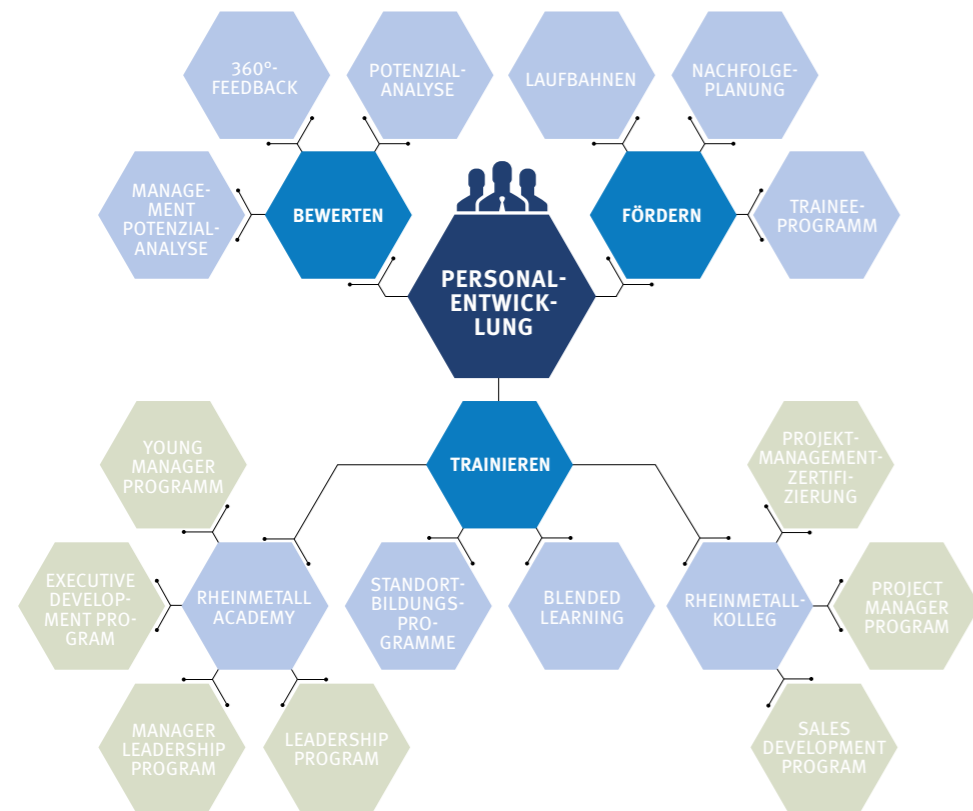 360°-
FEEDBACK
POTENZIAL-
ANALYSE
LAUFBAHNEN
NACHFOLGE-
PLANUNG
MANAGE-
MENT
POTENZIAL-
ANALYSE
BEWERTEN
FÖRDERN
TRAINEE-
PROGRAMM
PERSONAL-
ENTWICK-
LUNG
TRAINIEREN
YOUNG
MANAGER
PROGRAMM
PROJEKT-
MANAGEMENT-
ZERTIFI-
ZIERUNG
EXECUTIVE
DEVELOP-
MENT PRO-
GRAM
RHEINMETALL
ACADEMY
STANDORT-
BILDUNGS-
PRO-
GRAMME
BLENDED
LEARNING
RHEINMETALL-
KOLLEG
PROJECT
MANAGER
PROGRAM
MANAGER
LEADERSHIP
PROGRAM
LEADERSHIP
PROGRAM
SALES
DEVELOPMENT
PROGRAM